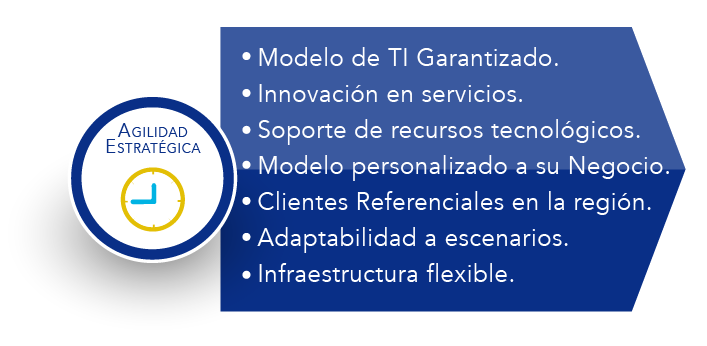 Agilidad
Estratégica
• Modelo de TI Garantizado.
• Innovación en servicios.
• Soporte de recursos tecnológicos.
• Modelo personalizado a su Negocio.
• Clientes Referenciales en la región.
• Adaptabilidad a escenarios.
• Infraestructura flexible.